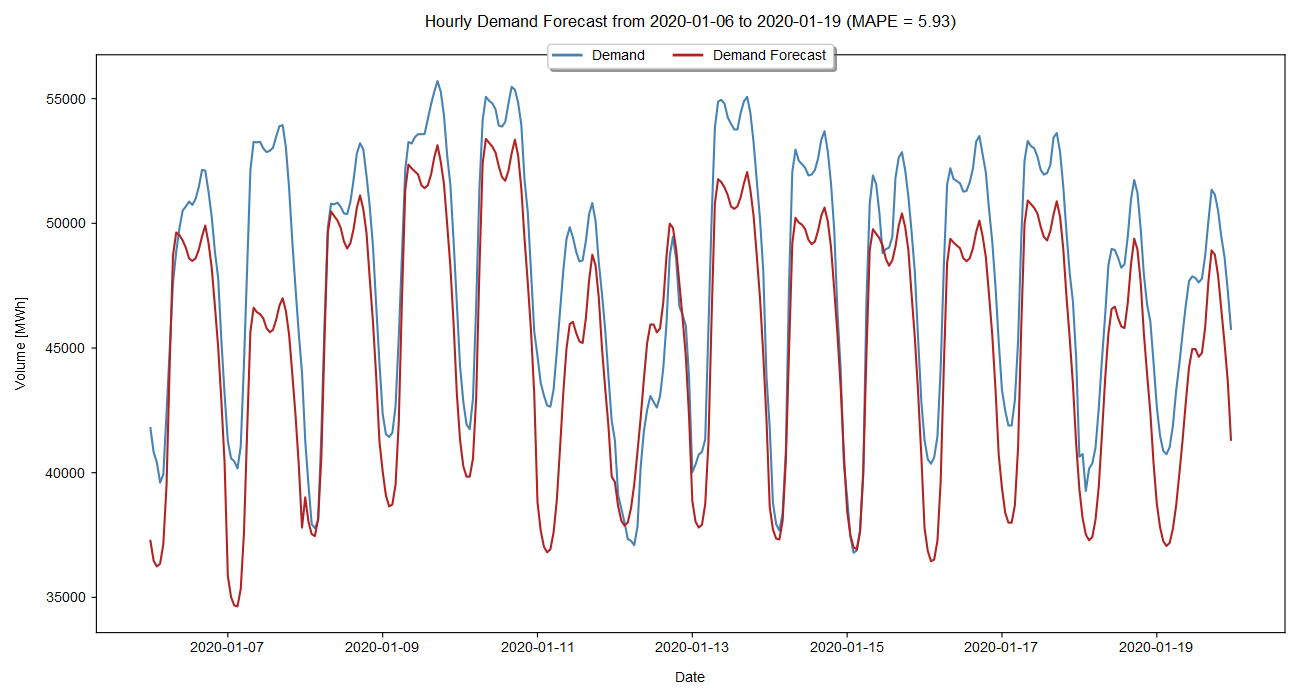 Hourly Demand Forecast from 2020-01-06 to 2020-01-19 (MAPE = 5.93)
Demand Demand Forecast
55000
50000
45000
40000
35000
Volume [MWh]
2020-01-07 2020-01-09 2020-01-11 2020-01-13 2020-01-15 2020-01-17 2020-01-19
Date